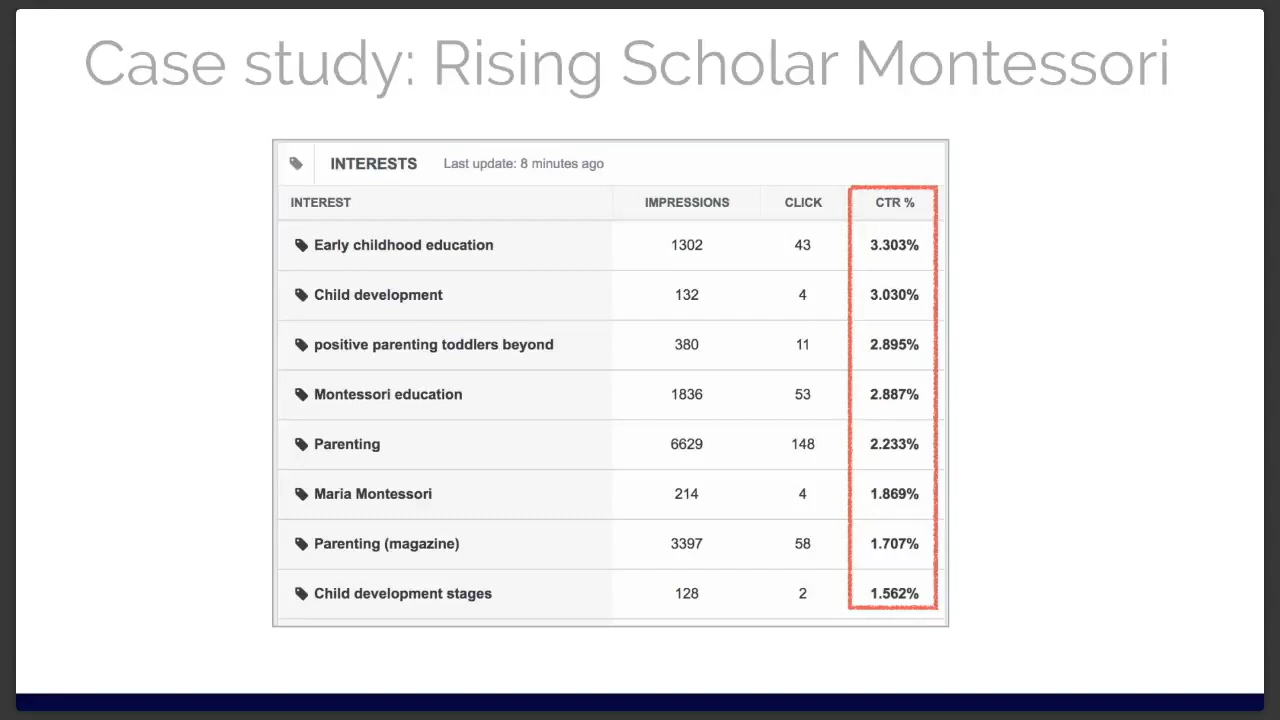 Case study: Rising Scholar Montessori
INTERESTS Last update: 8 minutes ago
INTEREST IMPRESSIONS CLICK CTR %
Early childhood education 1302 43 3.303%
Child development 132 4 3.030%
positive parenting toddlers beyond 380 11 2.895%
Montessori education 1836 53 2.887%
Parenting 6629 148 2.233%
Maria Montessori 214 4 1.869%
Parenting (magazine) 3397 58 1.707%
Child development stages 128 2 1.562%